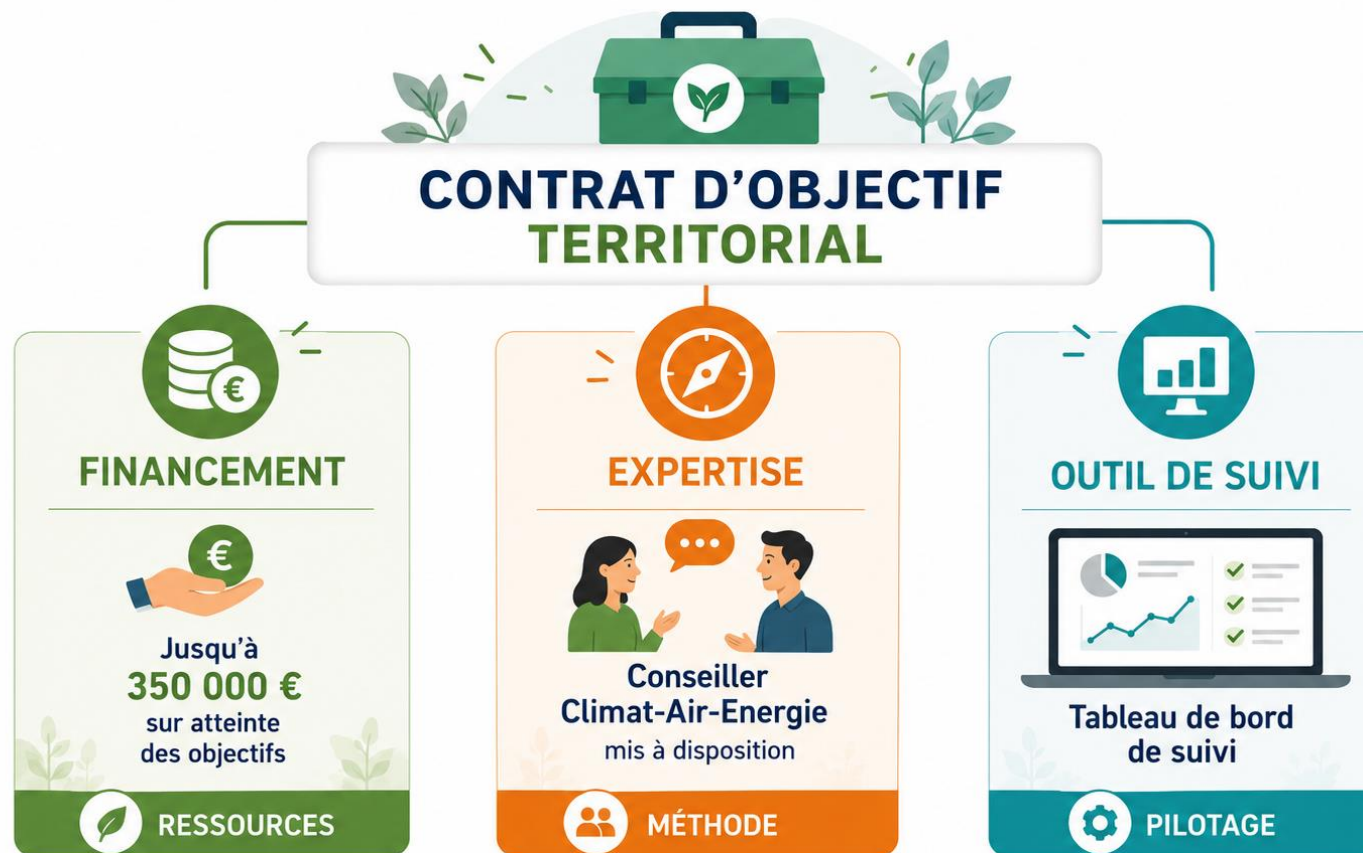 CONTRAT D'OBJECTIF
TERRITORIAL
FINANCEMENT
€
€
Jusqu'à
350 000 €
sur atteinte
des objectifs
RESSOURCES
EXPERTISE
Conseiller
Climat-Air-Energie
mis à disposition
MÉTHODE
OUTIL DE SUIVI
Tableau de bord
de suivi
PILOTAGE